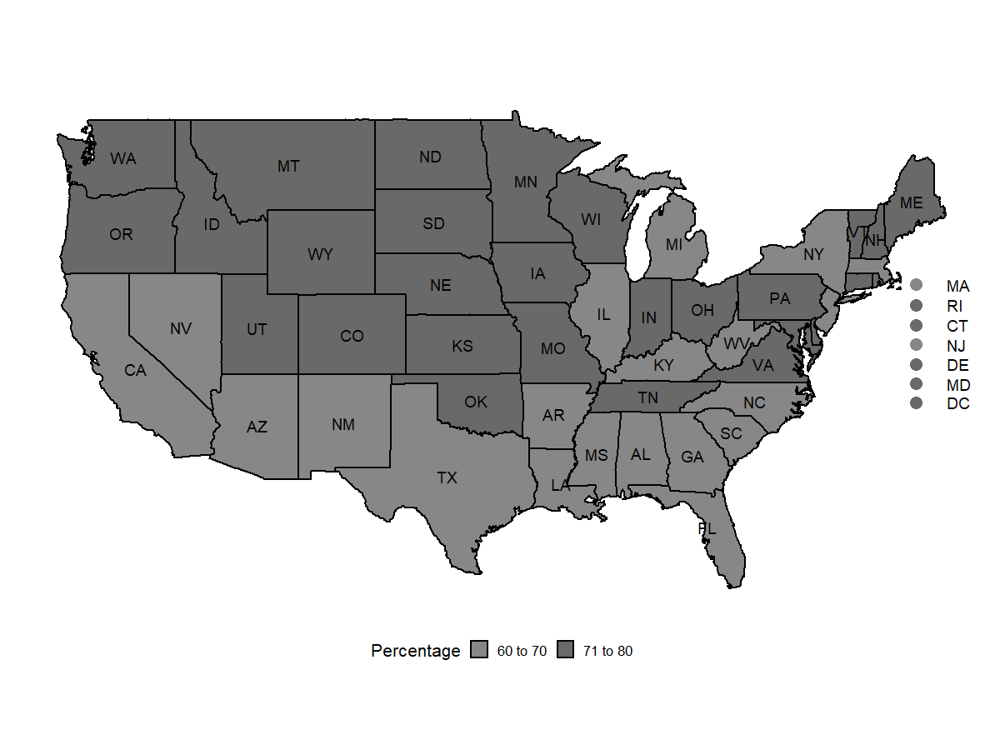 WA
MT
ND
MN
ME
OR
ID
SD
WI
VT
NH
WY
MI
NY
NE
IA
PA
MA
NV
UT
CO
IL
IN
OH
RI
CT
CA
KS
MO
KY
WV
VA
NJ
DE
MD
DC
AZ
NM
OK
AR
TN
NC
SC
TX
LA
MS
AL
GA
FL
Percentage 60 to 70 71 to 80